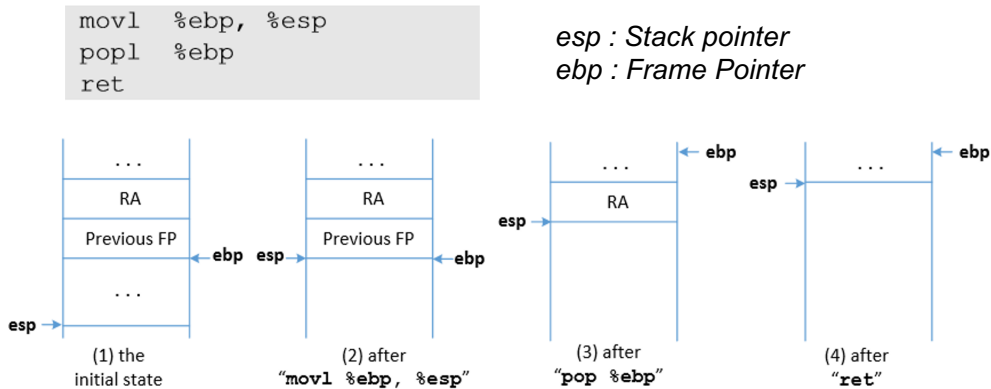 movl %ebp, %esp
popl %ebp
ret
esp : Stack pointer
ebp : Frame Pointer
...
RA
Previous FP
ebp
...
esp
(1) the
initial state
...
RA
Previous FP
esp
ebp
(2) after
“movl %ebp, %esp”
ebp
...
RA
esp
(3) after
“pop %ebp”
ebp
...
esp
(4) after
“ret”